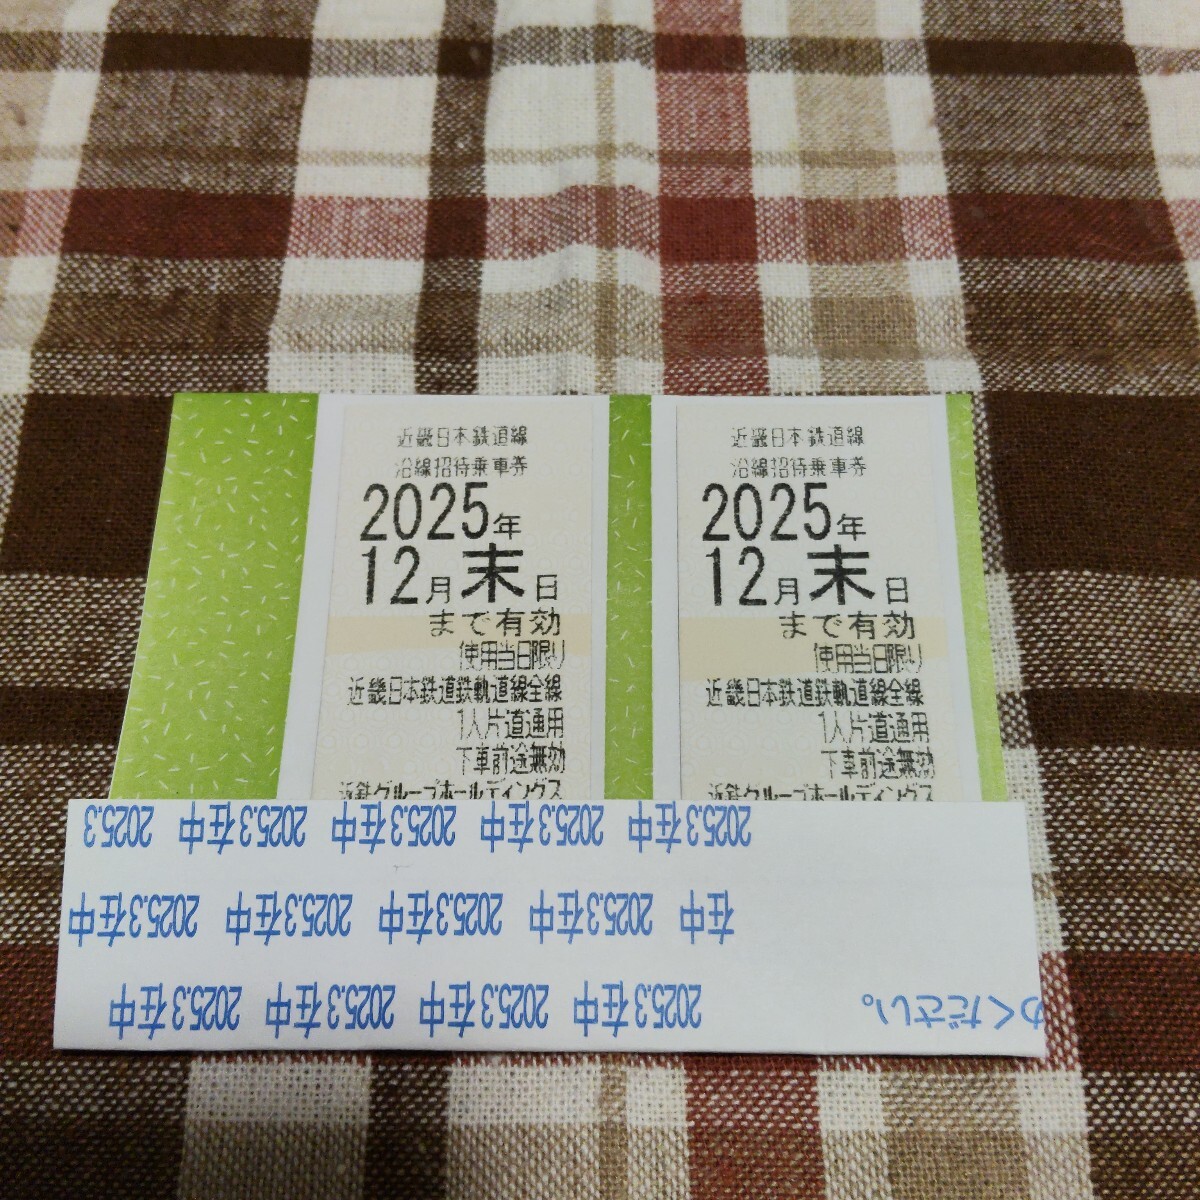 近畿日本鉄道線
沿線招待乗車券
2025年
12月末日
まで有効
使用当日限り
近畿日本鉄道鉄軌道線全線
1人片道通用
下車前途無効
近鉄グループホールディングス
近畿日本鉄道線
沿線招待乗車券
2025年
12月末日
まで有効
使用当日限り
近畿日本鉄道鉄軌道線全線
1人片道通用
下車前途無効
近鉄グループホールディングス
ください。
2025.3在中 2025.3在中 2025.3在中 2025.3在中
在中 2025.3在中 2025.3在中 2025.3在中 2025.3在中
2025.3在中 2025.3在中 2025.3在中 2025.3在中 2025.3